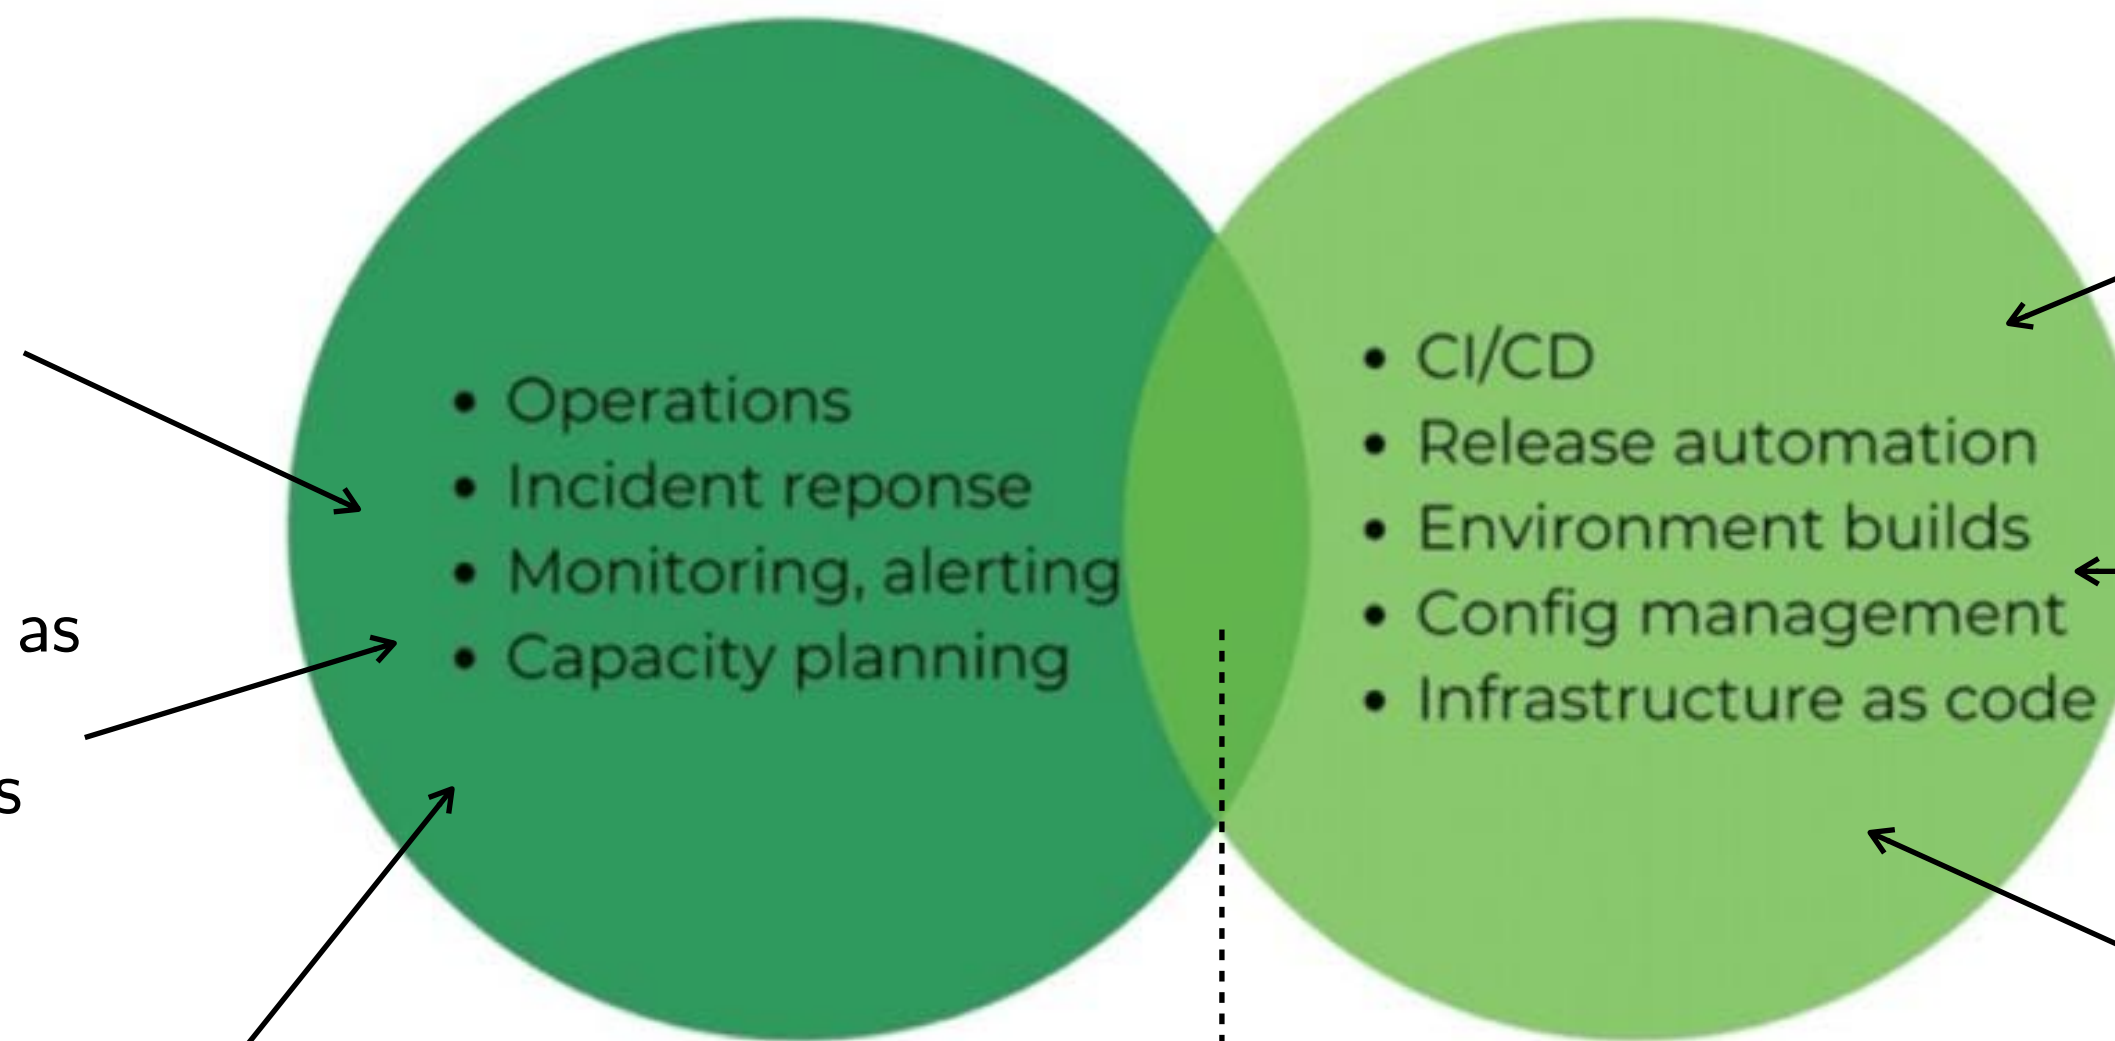 • Operations
• Incident reponse
• Monitoring, alerting
• Capacity planning
• CI/CD
• Release automation
• Environment builds
• Config management
• Infrastructure as code
as
s